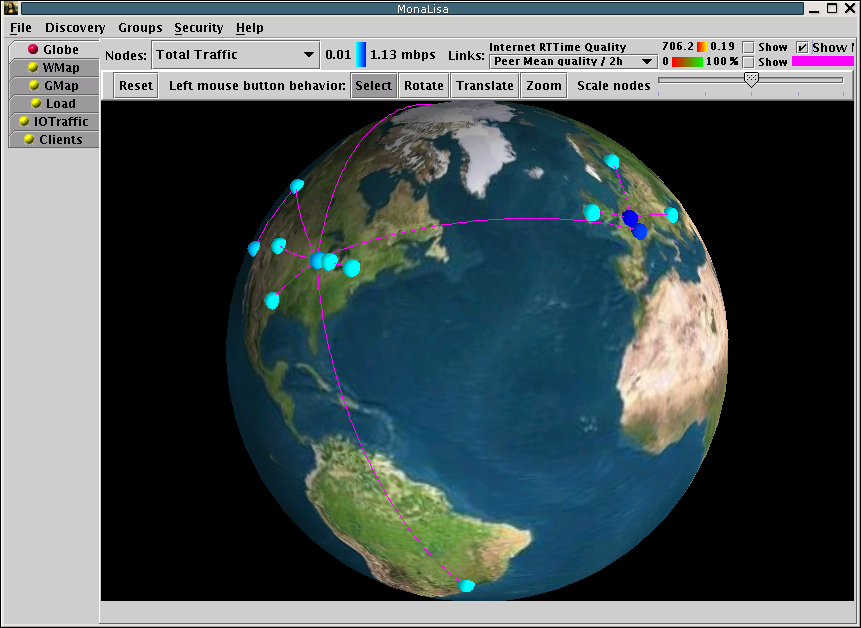 MonaLisa
File Discovery Groups Security Help
Globe
WMap
GMap
Load
IOTraffic
Clients
Nodes: Total Traffic 0.01 1.13 mbps Links: Internet RTTime Quality 706.2 0.19 Show Show
Peer Mean quality / 2h 0 100 % Show
Reset Left mouse button behavior: Select Rotate Translate Zoom Scale nodes